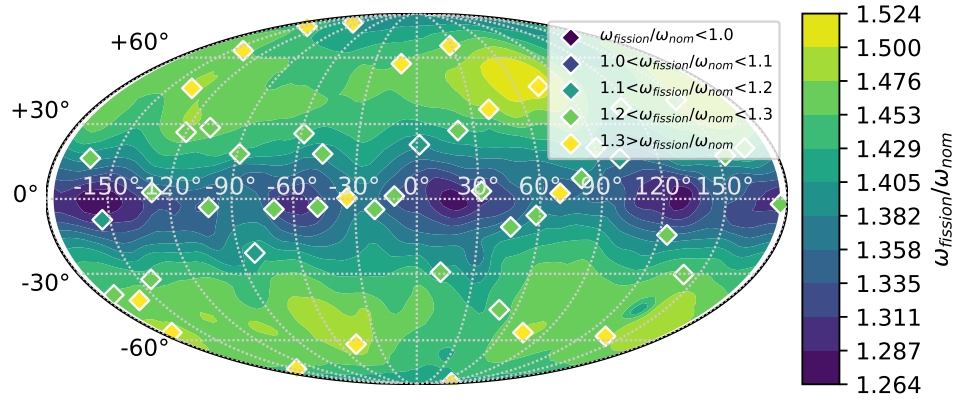 +60°
+30°
0°
-30°
-60°
-150° -120° -90° -60° -30° 0° 30° 60° 90° 120° 150°
ω_fission/ω_nom<1.0
1.0<ω_fission/ω_nom<1.1
1.1<ω_fission/ω_nom<1.2
1.2<ω_fission/ω_nom<1.3
1.3>ω_fission/ω_nom
1.524
1.500
1.476
1.453
1.429
1.405
1.382
1.358
1.335
1.311
1.287
1.264
ω_fission/ω_nom